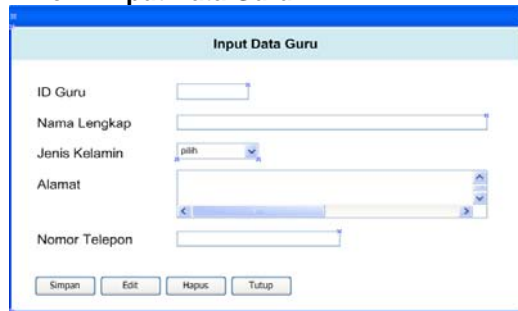 Input Data Guru
ID Guru
Nama Lengkap
Jenis Kelamin pilih
Alamat
Nomor Telepon
Simpan Edit Hapus Tutup